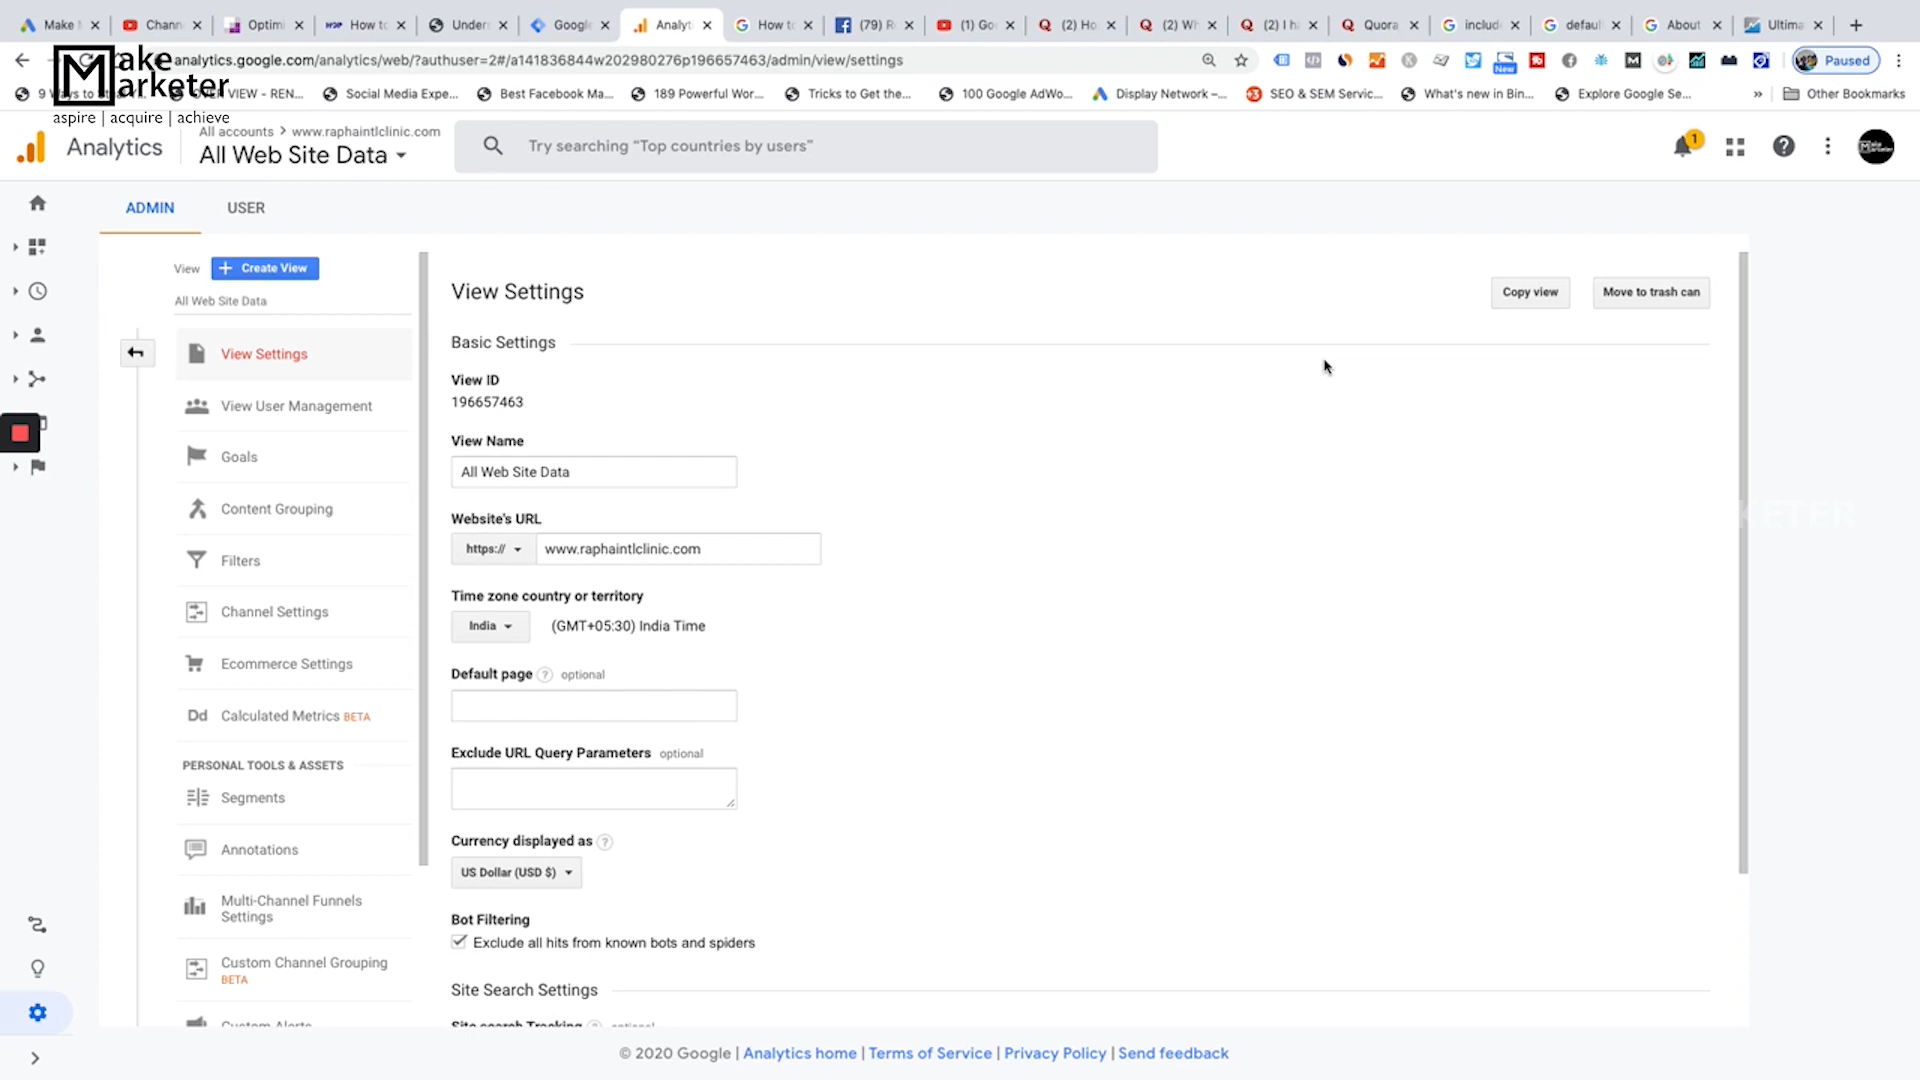 Make
Chann
Optimi
How to
Under
Google
Analyti
How to
(79) R
(1) Go
(2) Ho
(2) Wh
(2) I h
Quora
includ
defaul
About
Ultima
analytics.google.com/analytics/web/?authuser=2#/a141836844w202980276p196657463/admin/view/settings
New
Paused
Make
Marketer
aspire | acquire | achieve
VIEW - REN...
Social Media Expe...
Best Facebook Ma...
189 Powerful Wor...
Tricks to Get the...
100 Google AdWo...
Display Network –...
SEO & SEM Servic...
What's new in Bin...
Explore Google Se...
»
Other Bookmarks
Analytics
All accounts > www.raphaintlclinic.com
All Web Site Data
Try searching “Top countries by users”
1
ADMIN
USER
View
+ Create View
All Web Site Data
View Settings
View User Management
Goals
Content Grouping
Filters
Channel Settings
Ecommerce Settings
Dd Calculated Metrics BETA
PERSONAL TOOLS & ASSETS
Segments
Annotations
Multi-Channel Funnels
Settings
Custom Channel Grouping
BETA
Custom Alerts
View Settings
Copy view
Move to trash can
Basic Settings
View ID
196657463
View Name
All Web Site Data
Website's URL
https://
www.raphaintlclinic.com
Time zone country or territory
India
(GMT+05:30) India Time
Default page ? optional
Exclude URL Query Parameters optional
Currency displayed as ?
US Dollar (USD $)
Bot Filtering
Exclude all hits from known bots and spiders
Site Search Settings
Site search Tracking ? optional
KETER
© 2020 Google | Analytics home | Terms of Service | Privacy Policy | Send feedback